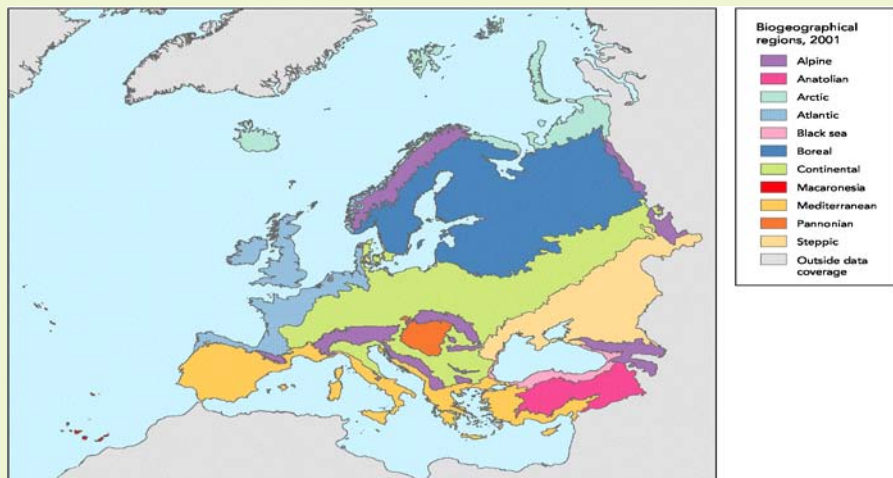 Biogeographical
regions, 2001
Alpine
Anatolian
Arctic
Atlantic
Black sea
Boreal
Continental
Macaronesia
Mediterranean
Pannonian
Steppic
Outside data
coverage